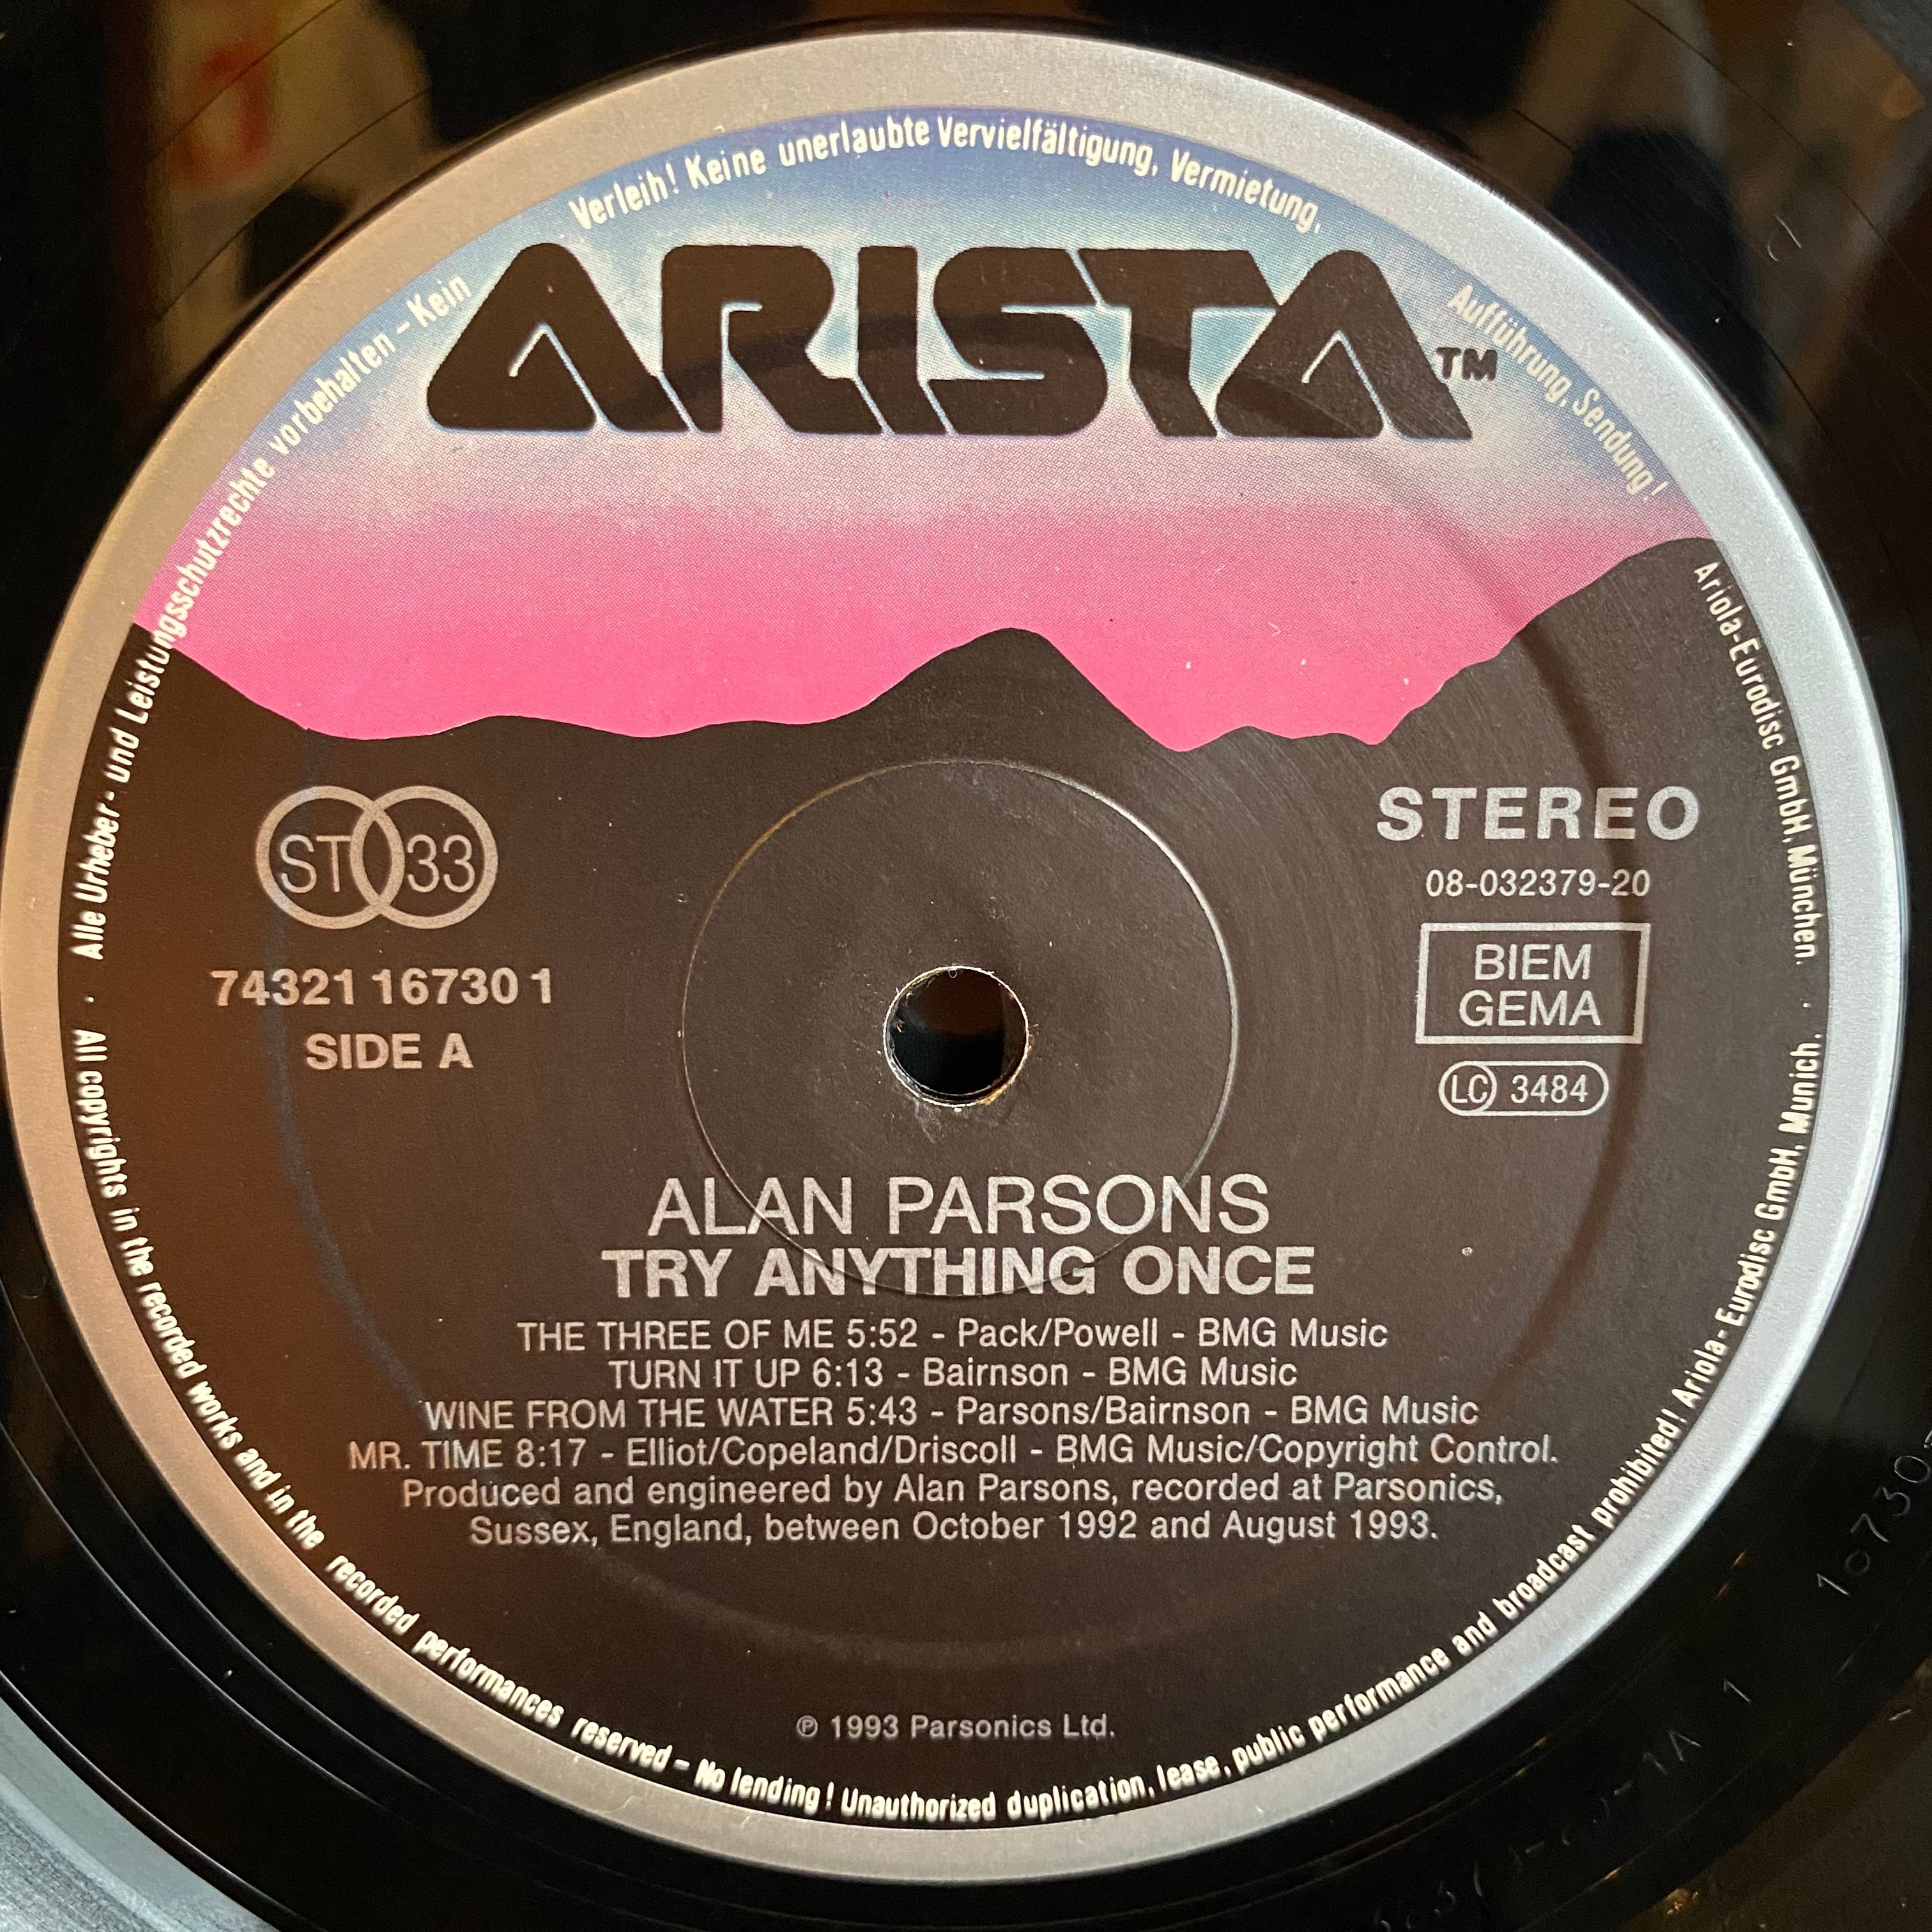 Alle Urheber- und Leistungsschutzrechte vorbehalten - Kein Verleih! Keine unerlaubte Vervielfältigung, Vermietung, Aufführung, Sendung! Ariola-Eurodisc GmbH, München.
ARISTA™
ST 33
STEREO
08-032379-20
BIEM
GEMA
74321 16730 1
SIDE A
LC 3484
ALAN PARSONS
TRY ANYTHING ONCE
THE THREE OF ME 5:52 - Pack/Powell - BMG Music
TURN IT UP 6:13 - Bairnson - BMG Music
WINE FROM THE WATER 5:43 - Parsons/Bairnson - BMG Music
MR. TIME 8:17 - Elliot/Copeland/Driscoll - BMG Music/Copyright Control.
Produced and engineered by Alan Parsons, recorded at Parsonics,
Sussex, England, between October 1992 and August 1993.
℗ 1993 Parsonics Ltd.
· All copyrights in the recorded works and in the recorded performances reserved - No lending! Unauthorized duplication, lease, public performance and broadcast prohibited! Ariola-Eurodisc GmbH, Munich. ·